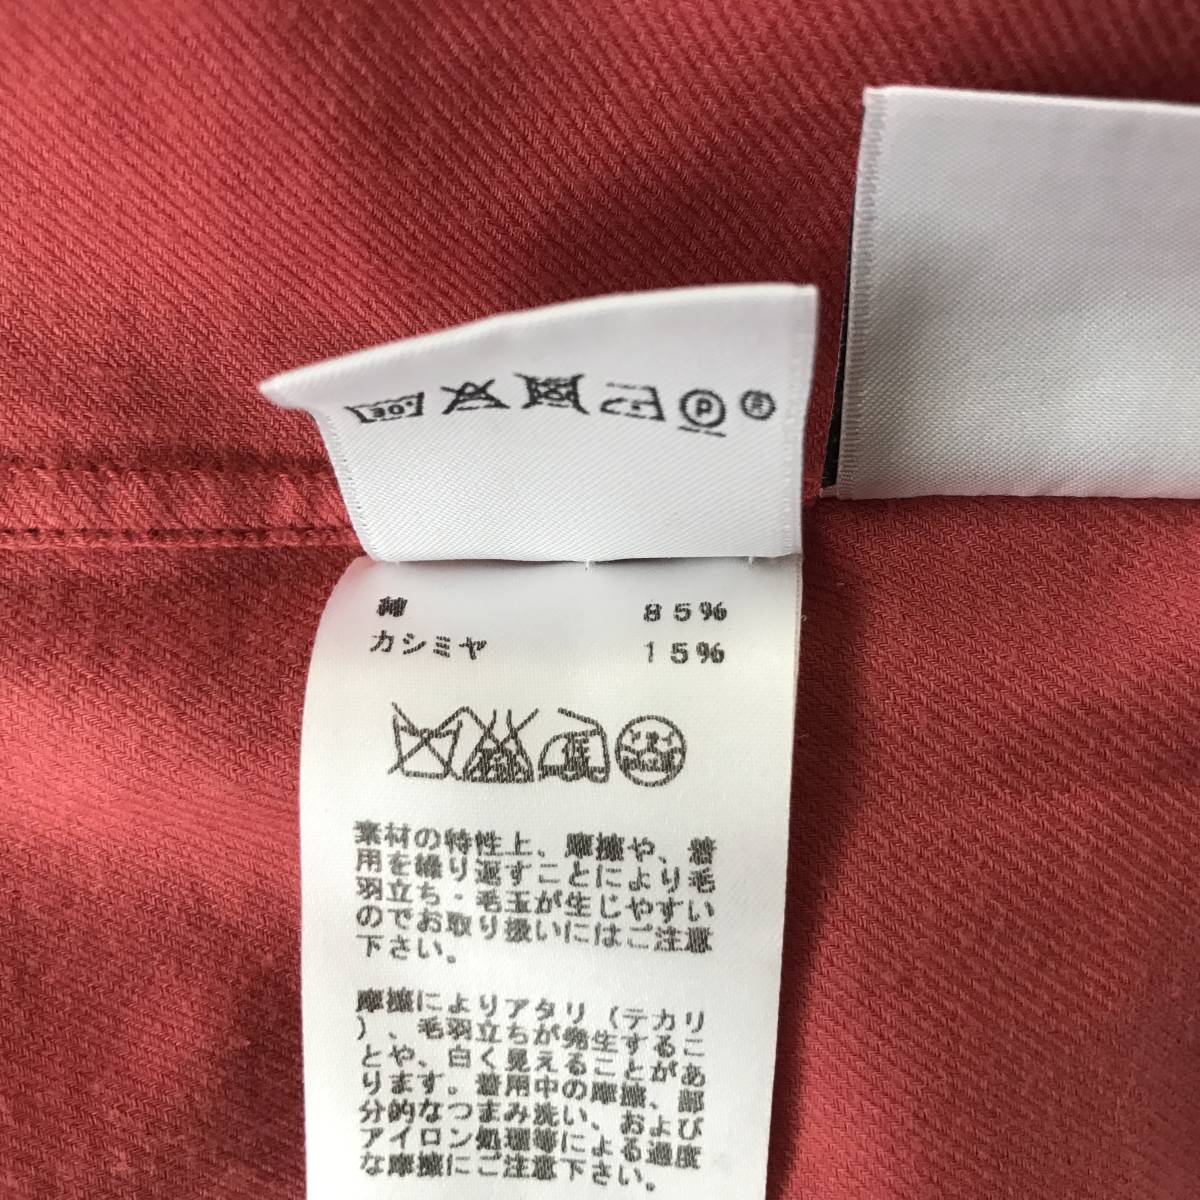 綿 85%
カシミヤ 15%
素材の特性上、摩擦や、着
用を繰り返すことにより毛
羽立ち・毛玉が生じやすい
のでお取り扱いにはご注意
下さい。
摩擦によりアタリ（テカリ
）、毛羽立ちが発生するこ
とや、白く見えることがあ
ります。着用中の摩擦、部
分的なつまみ洗い、および
アイロン処理等による過度
な摩擦にご注意下さい。